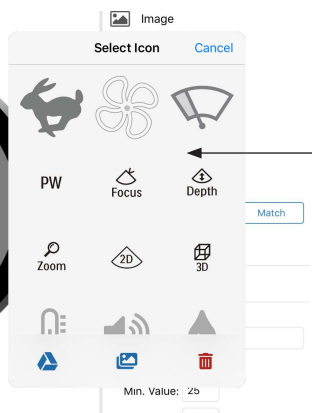 Image
Select Icon Cancel
PW Focus Depth
Match
Zoom 2D 3D
Min. Value: 25